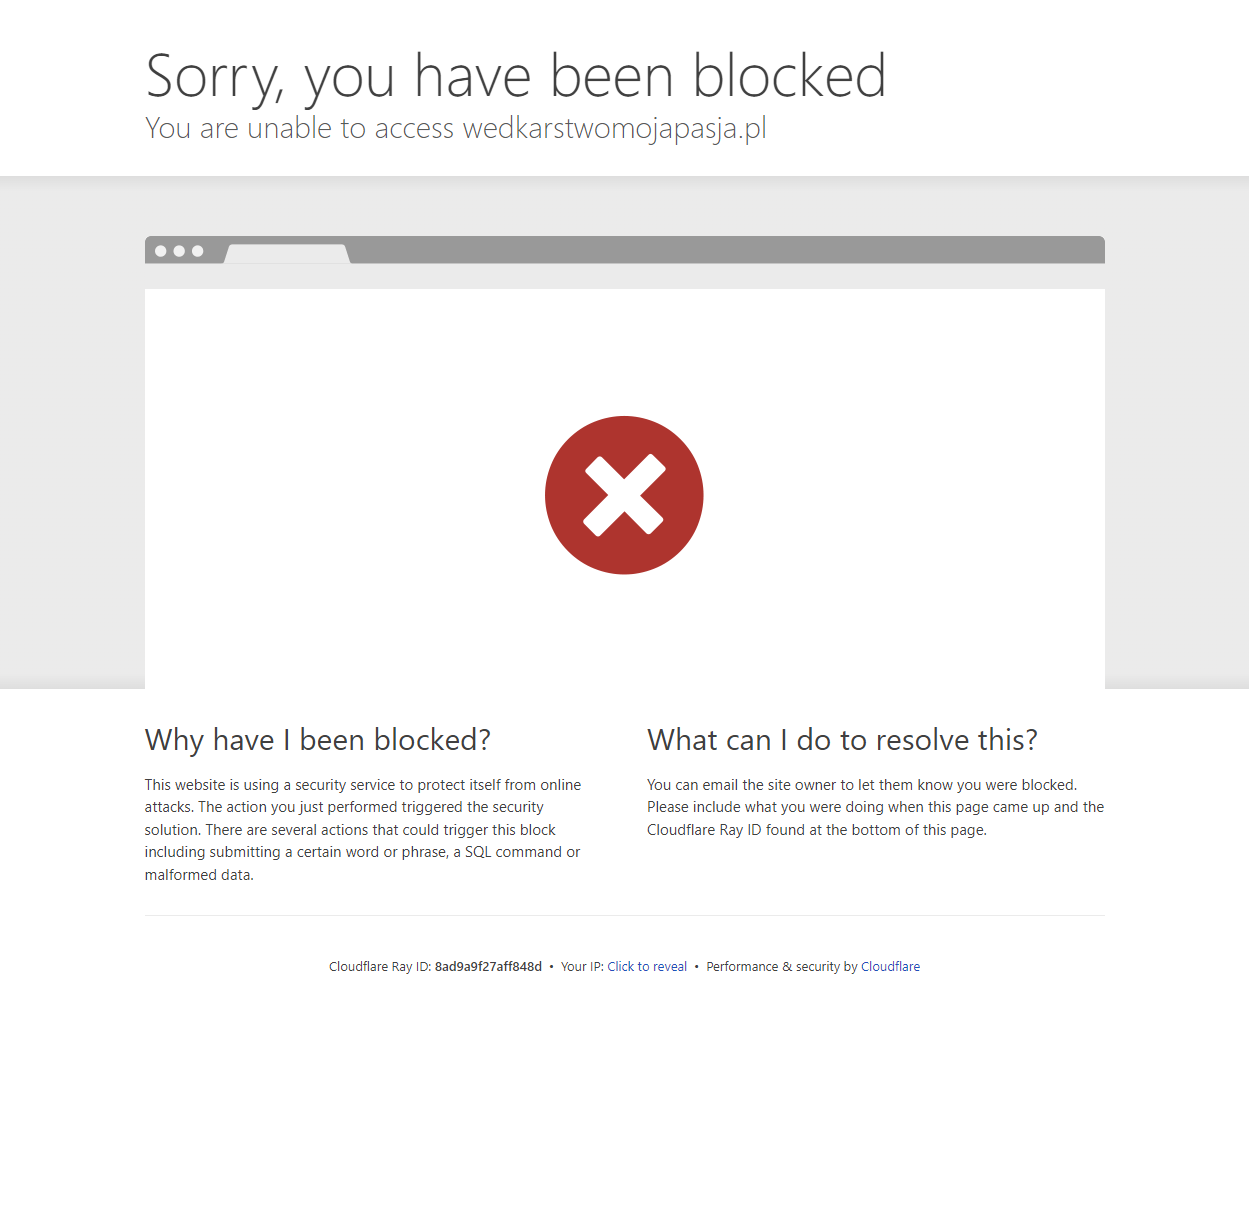 Sorry, you have been blocked
You are unable to access wedkarstwomojapasja.pl
Why have I been blocked?
This website is using a security service to protect itself from online
attacks. The action you just performed triggered the security
solution. There are several actions that could trigger this block
including submitting a certain word or phrase, a SQL command or
malformed data.
What can I do to resolve this?
You can email the site owner to let them know you were blocked.
Please include what you were doing when this page came up and the
Cloudflare Ray ID found at the bottom of this page.
Cloudflare Ray ID: 8ad9a9f27aff848d • Your IP: Click to reveal • Performance & security by Cloudflare